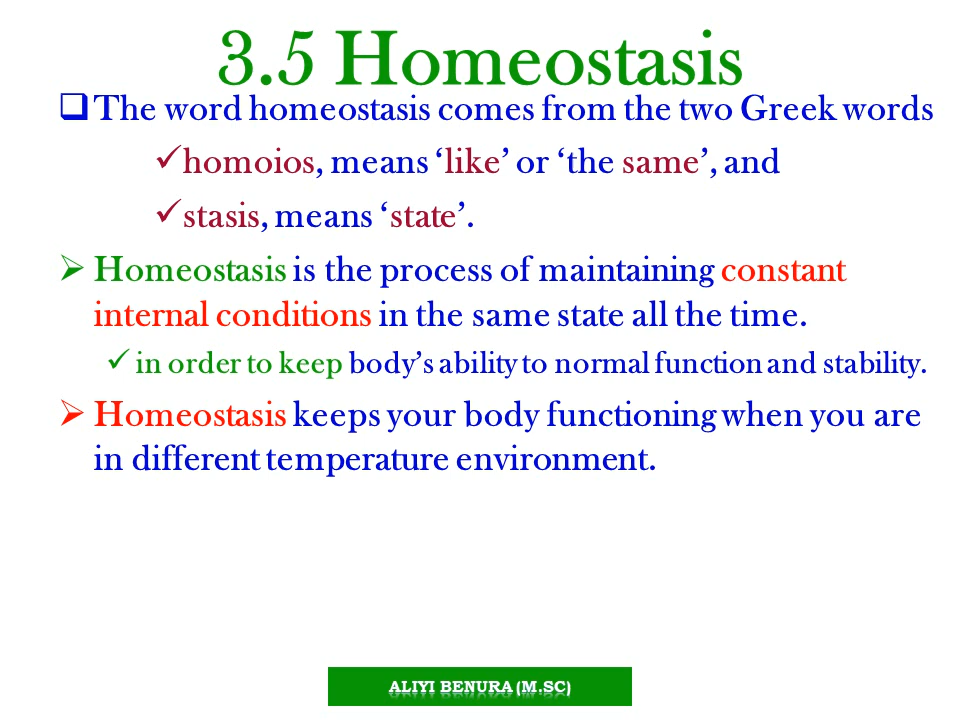 3.5 Homeostasis
The word homeostasis comes from the two Greek words
homoios, means ‘like’ or ‘the same’, and
stasis, means ‘state’.
Homeostasis is the process of maintaining constant
internal conditions in the same state all the time.
in order to keep body’s ability to normal function and stability.
Homeostasis keeps your body functioning when you are
in different temperature environment.
ALIYI BENURA (M.SC)